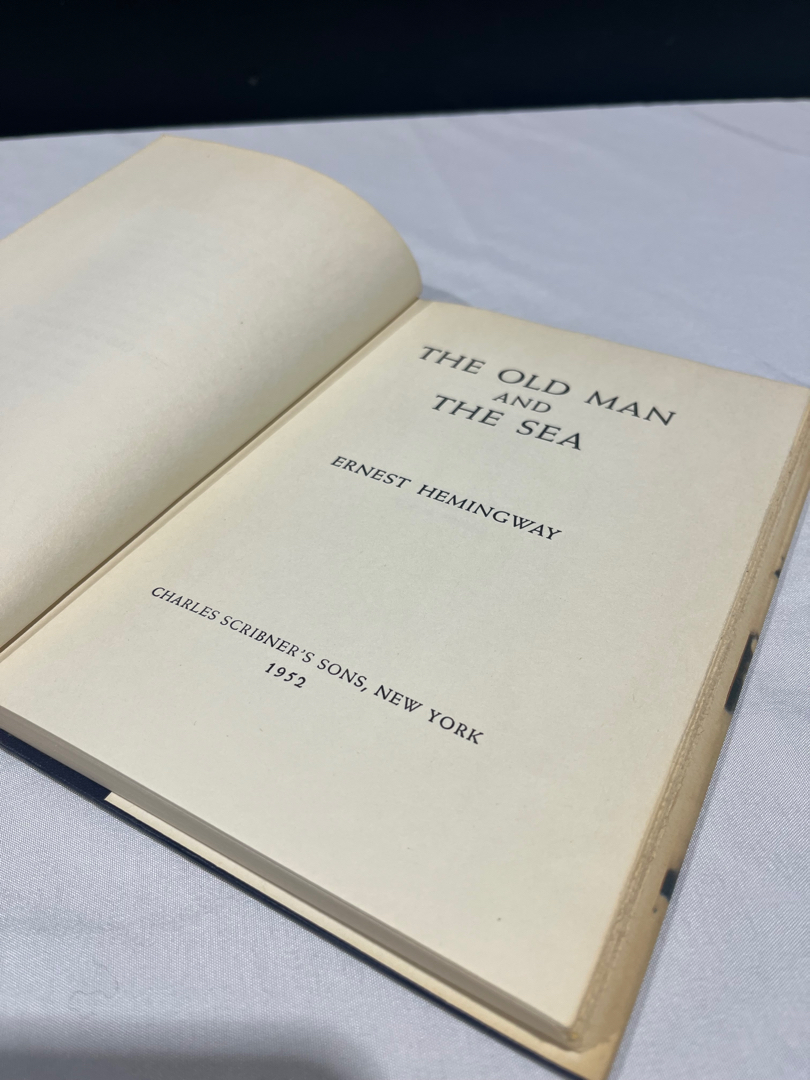 THE OLD MAN
AND
THE SEA
ERNEST HEMINGWAY
CHARLES SCRIBNER'S SONS, NEW YORK
1952